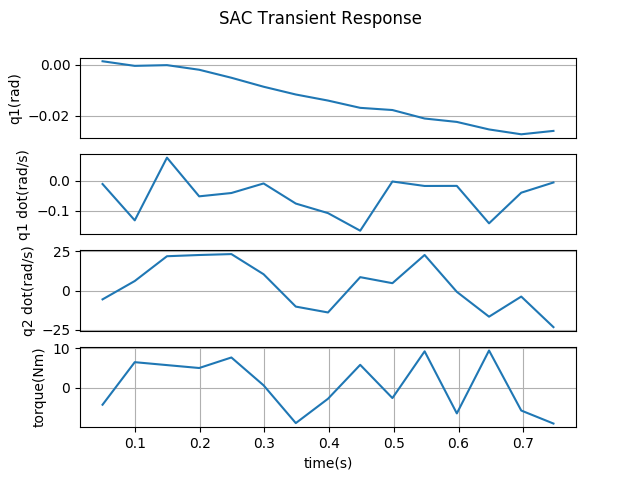 SAC Transient Response
0.00
−0.02
q1(rad)
0.0
−0.1
q1 dot(rad/s)
25
0
−25
q2 dot(rad/s)
10
0
torque(Nm)
0.1 0.2 0.3 0.4 0.5 0.6 0.7
time(s)